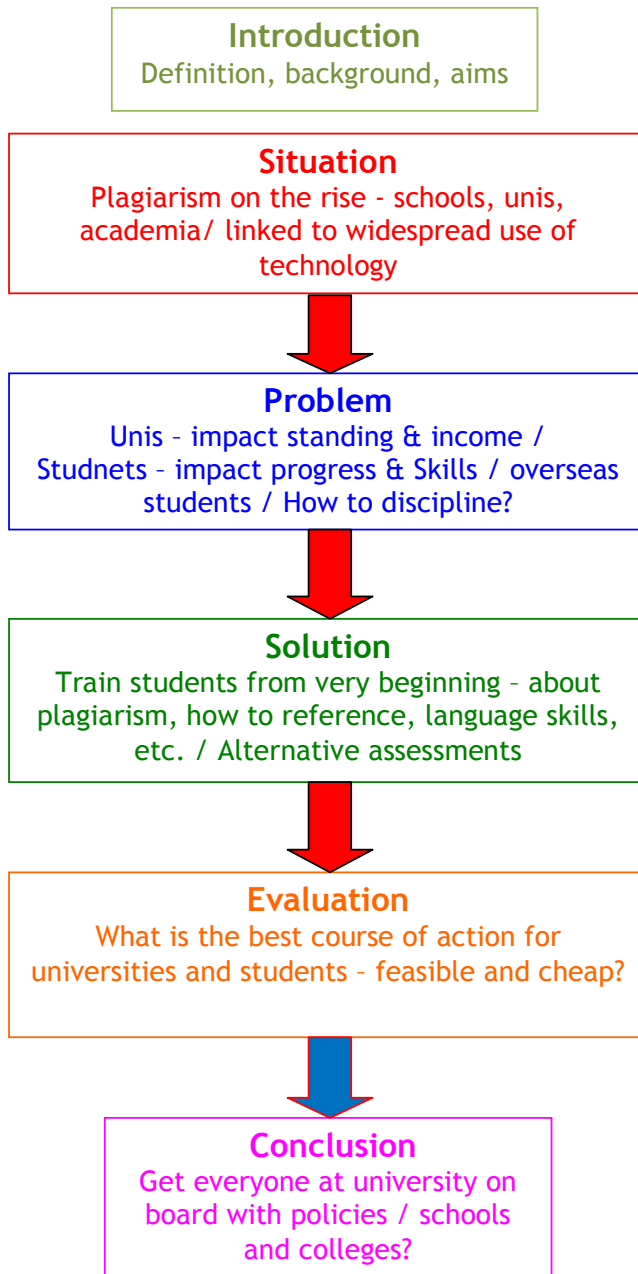 Introduction
Definition, background, aims
Situation
Plagiarism on the rise - schools, unis,
academia/ linked to widespread use of
technology
Problem
Unis – impact standing & income /
Studnets – impact progress & Skills / overseas
students / How to discipline?
Solution
Train students from very beginning – about
plagiarism, how to reference, language skills,
etc. / Alternative assessments
Evaluation
What is the best course of action for
universities and students – feasible and cheap?
Conclusion
Get everyone at university on
board with policies / schools
and colleges?